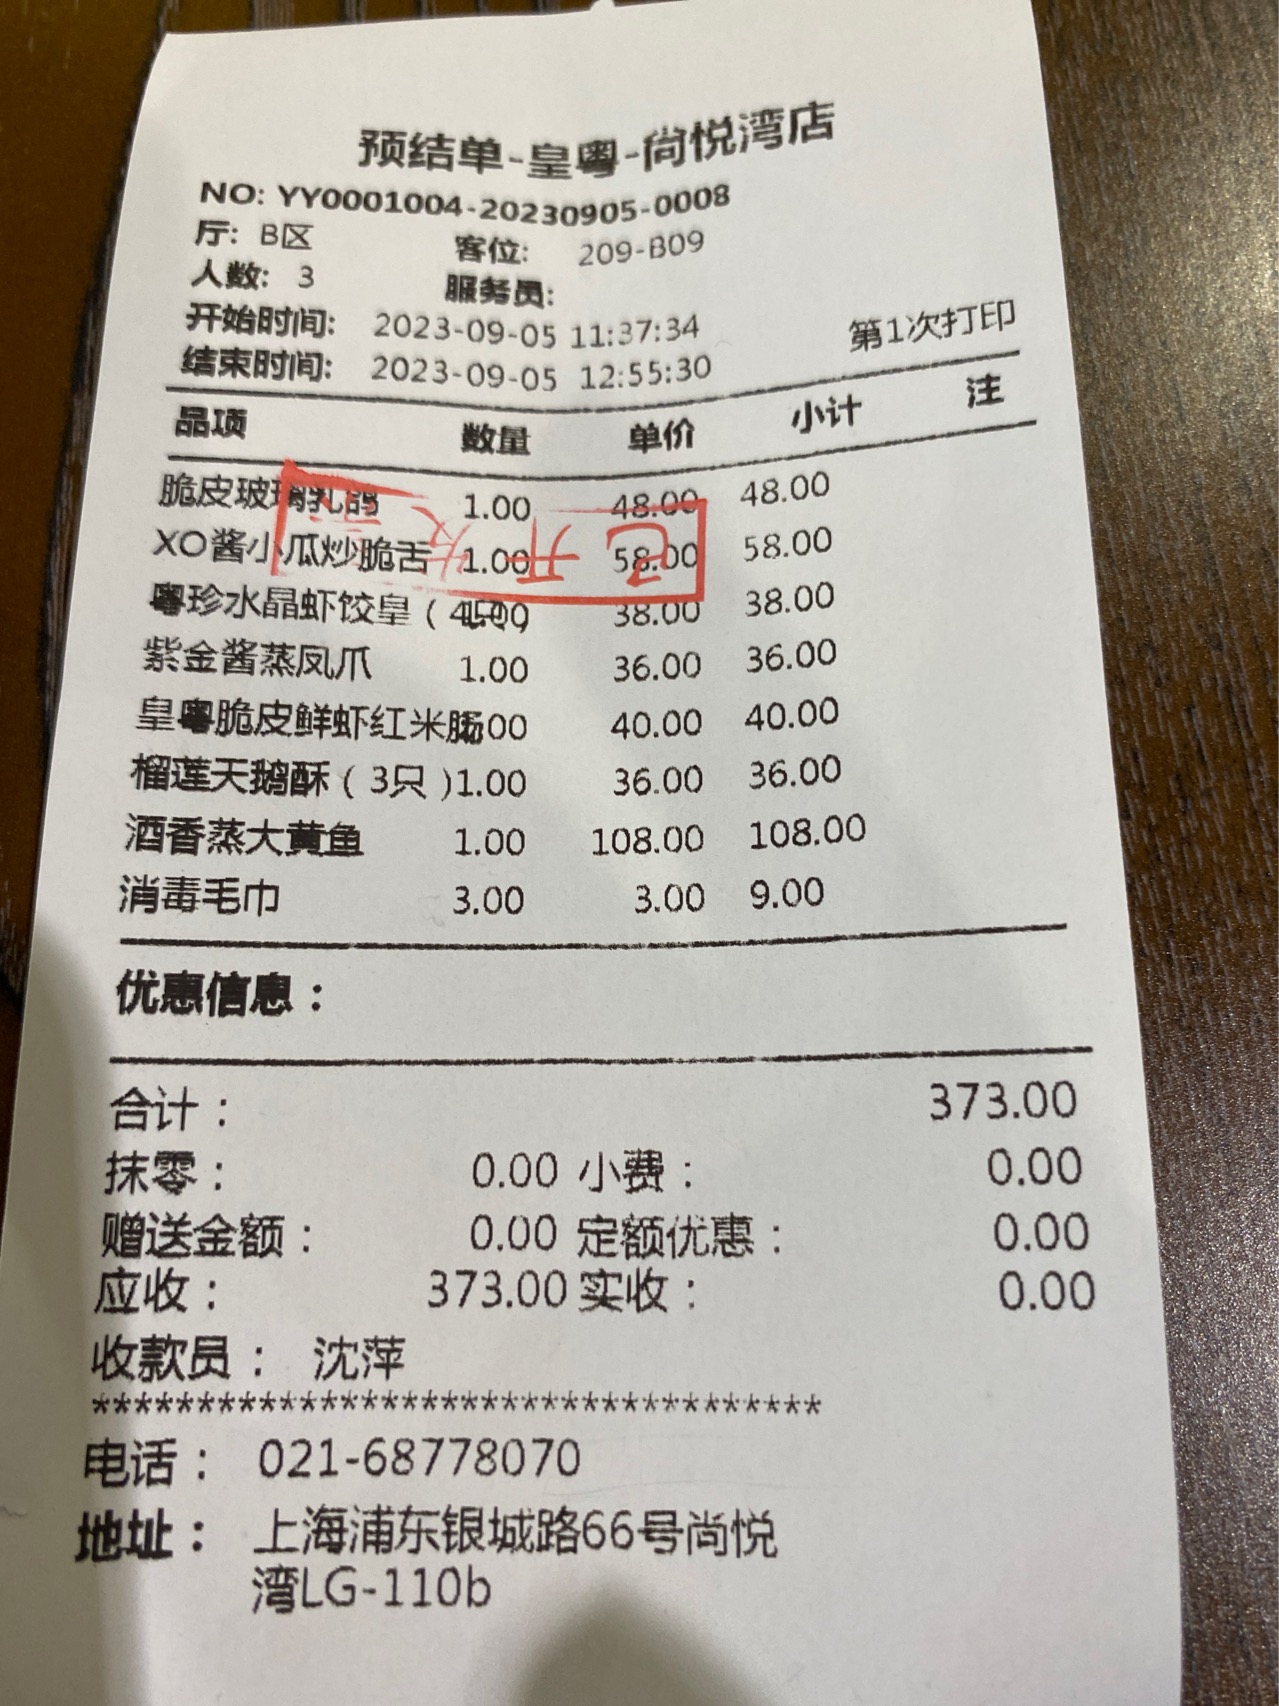 预结单-皇粤-尚悦湾店
NO: YY0001004-20230905-0008
厅: B区 客位: 209-B09
人数: 3 服务员:
开始时间: 2023-09-05 11:37:34 第1次打印
结束时间: 2023-09-05 12:55:30
品项 数量 单价 小计 注
脆皮玻璃乳鸽 1.00 48.00 48.00
XO酱小瓜炒脆舌 1.00 58.00 58.00
粤珍水晶虾饺皇 38.00 38.00
紫金酱蒸凤爪 1.00 36.00 36.00
皇粤脆皮鲜虾红米肠 40.00 40.00
榴莲天鹅酥（3只）1.00 36.00 36.00
酒香蒸大黄鱼 1.00 108.00 108.00
消毒毛巾 3.00 3.00 9.00
已开发票
优惠信息：
合计： 373.00
抹零： 0.00 小费： 0.00
赠送金额： 0.00 定额优惠： 0.00
应收： 373.00 实收： 0.00
收款员： 沈萍
***********************************
电话： 021-68778070
地址： 上海浦东银城路66号尚悦
湾LG-110b